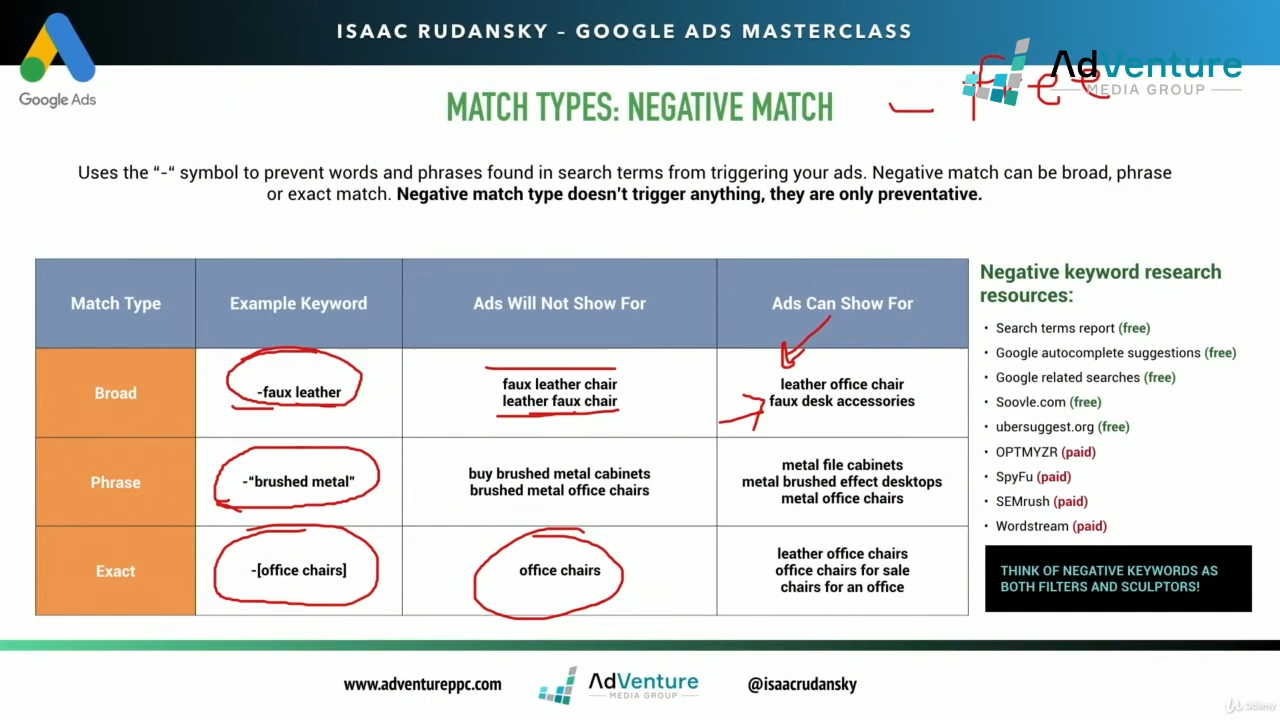 ISAAC RUDANSKY – GOOGLE ADS MASTERCLASS
Google Ads
AdVenture
MEDIA GROUP
- free
MATCH TYPES: NEGATIVE MATCH
Uses the “-“ symbol to prevent words and phrases found in search terms from triggering your ads. Negative match can be broad, phrase
or exact match. Negative match type doesn’t trigger anything, they are only preventative.
Match Type
Example Keyword
Ads Will Not Show For
Ads Can Show For
Broad
-faux leather
faux leather chair
leather faux chair
leather office chair
faux desk accessories
Phrase
-“brushed metal”
buy brushed metal cabinets
brushed metal office chairs
metal file cabinets
metal brushed effect desktops
metal office chairs
Exact
-[office chairs]
office chairs
leather office chairs
office chairs for sale
chairs for an office
Negative keyword research
resources:
• Search terms report (free)
• Google autocomplete suggestions (free)
• Google related searches (free)
• Soovle.com (free)
• ubersuggest.org (free)
• OPTMYZR (paid)
• SpyFu (paid)
• SEMrush (paid)
• Wordstream (paid)
THINK OF NEGATIVE KEYWORDS AS
BOTH FILTERS AND SCULPTORS!
www.adventureppc.com
AdVenture
MEDIA GROUP
@isaacrudansky
Udemy